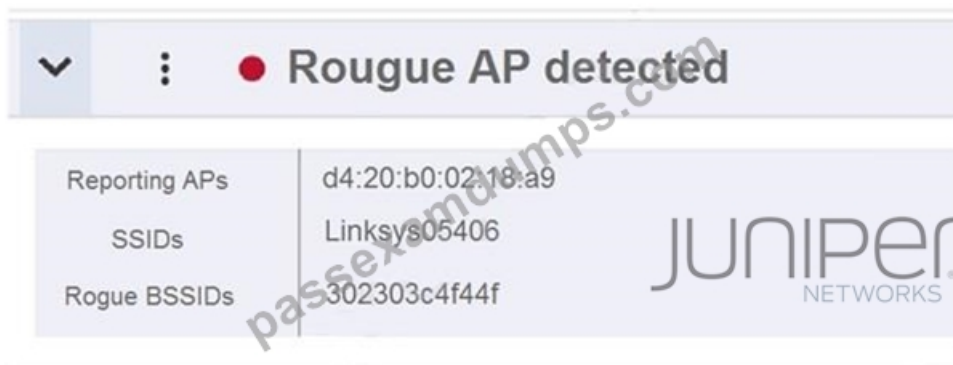 Rougue AP detected
Reporting APs d4:20:b0:02:18:a9
SSIDs Linksys05406
Rogue BSSIDs 302303c4f44f
JUNIPER
NETWORKS
passexamdumps.com